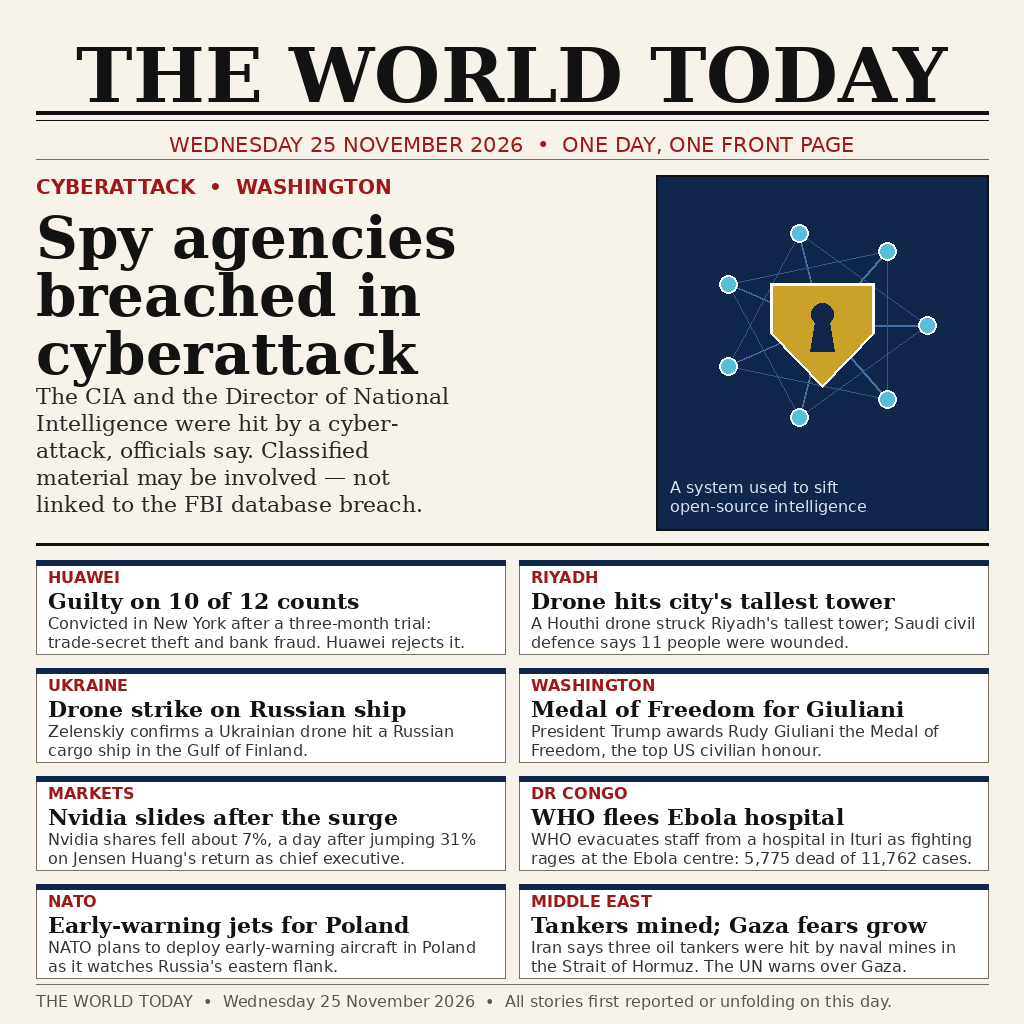 THE WORLD TODAY
WEDNESDAY 25 NOVEMBER 2026 • ONE DAY, ONE FRONT PAGE
CYBERATTACK • WASHINGTON
Spy agencies
breached in
cyberattack
The CIA and the Director of National
Intelligence were hit by a cyber-
attack, officials say. Classified
material may be involved — not
linked to the FBI database breach.
A system used to sift
open-source intelligence
HUAWEI
Guilty on 10 of 12 counts
Convicted in New York after a three-month trial:
trade-secret theft and bank fraud. Huawei rejects it.
RIYADH
Drone hits city's tallest tower
A Houthi drone struck Riyadh's tallest tower; Saudi civil
defence says 11 people were wounded.
UKRAINE
Drone strike on Russian ship
Zelenskiy confirms a Ukrainian drone hit a Russian
cargo ship in the Gulf of Finland.
WASHINGTON
Medal of Freedom for Giuliani
President Trump awards Rudy Giuliani the Medal of
Freedom, the top US civilian honour.
MARKETS
Nvidia slides after the surge
Nvidia shares fell about 7%, a day after jumping 31%
on Jensen Huang's return as chief executive.
DR CONGO
WHO flees Ebola hospital
WHO evacuates staff from a hospital in Ituri as fighting
rages at the Ebola centre: 5,775 dead of 11,762 cases.
NATO
Early-warning jets for Poland
NATO plans to deploy early-warning aircraft in Poland
as it watches Russia's eastern flank.
MIDDLE EAST
Tankers mined; Gaza fears grow
Iran says three oil tankers were hit by naval mines in
the Strait of Hormuz. The UN warns over Gaza.
THE WORLD TODAY • Wednesday 25 November 2026 • All stories first reported or unfolding on this day.